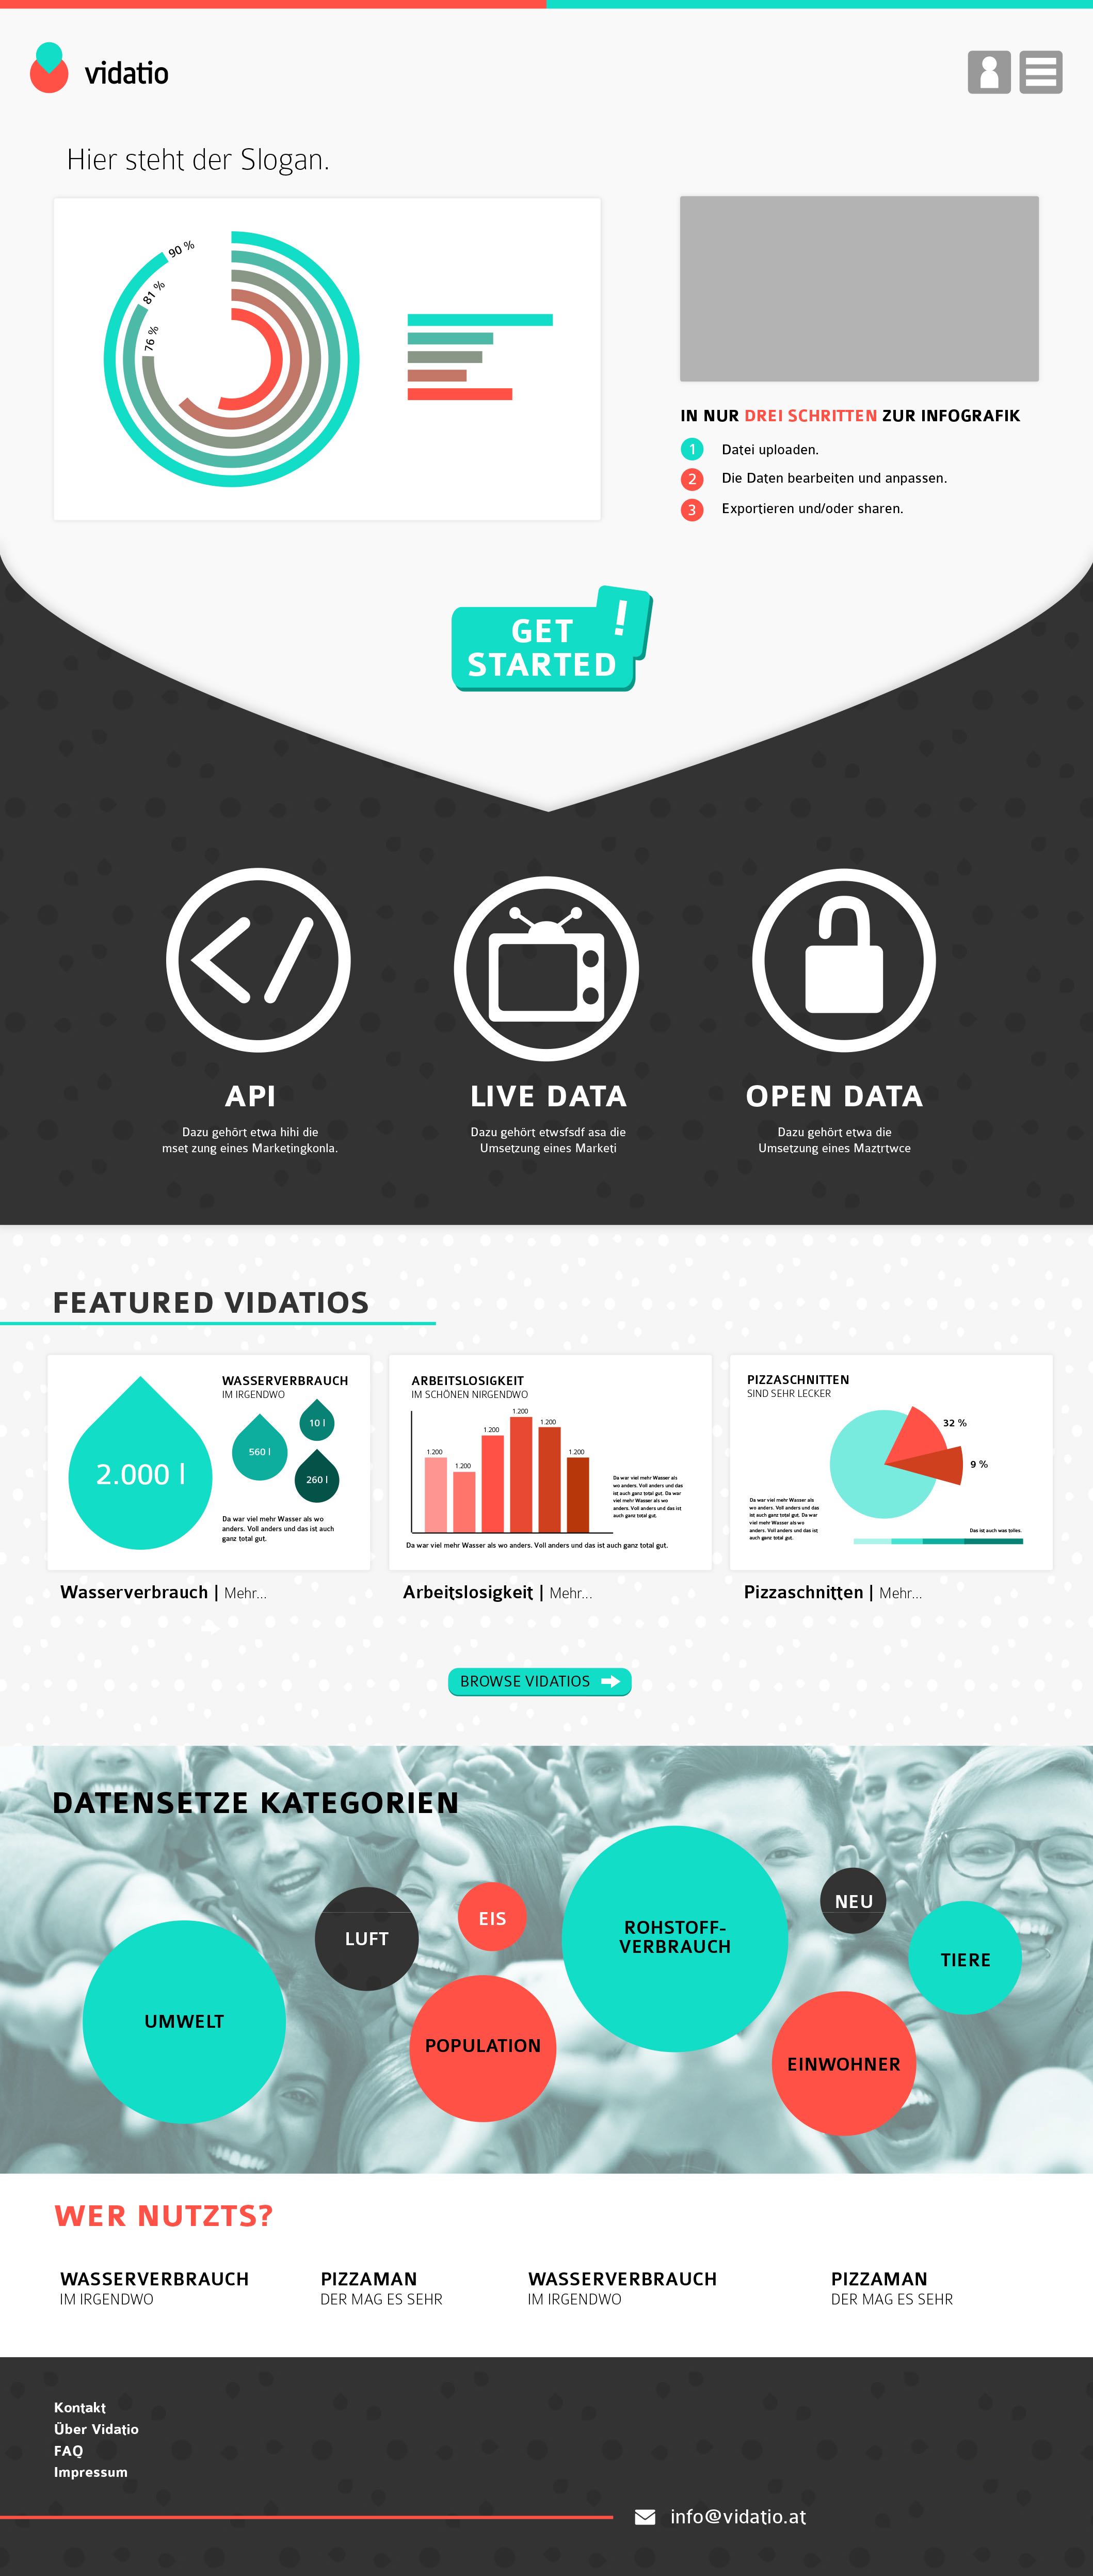 vidatio
Hier steht der Slogan.
90 %
81 %
76 %
IN NUR DREI SCHRITTEN ZUR INFOGRAFIK
1 Datei uploaden.
2 Die Daten bearbeiten und anpassen.
3 Exportieren und/oder sharen.
GET
STARTED
!
API
Dazu gehört etwa hihi die
mset zung eines Marketingkonla.
LIVE DATA
Dazu gehört etwsfsdf asa die
Umsetzung eines Marketi
OPEN DATA
Dazu gehört etwa die
Umsetzung eines Maztrtwce
FEATURED VIDATIOS
WASSERVERBRAUCH
IM IRGENDWO
2.000 l
560 l
10 l
260 l
Da war viel mehr Wasser als wo
anders. Voll anders und das ist auch
ganz total gut.
Wasserverbrauch | Mehr...
ARBEITSLOSIGKEIT
IM SCHÖNEN NIRGENDWO
1.200
1.200
1.200
1.200
1.200
1.200
Da war viel mehr Wasser als
wo anders. Voll anders und das
ist auch ganz total gut. Da war
viel mehr Wasser als wo
anders. Voll anders und das ist
auch ganz total gut.
Da war viel mehr Wasser als wo anders. Voll anders und das ist auch ganz total gut.
Arbeitslosigkeit | Mehr...
PIZZASCHNITTEN
SIND SEHR LECKER
32 %
9 %
Da war viel mehr Wasser als
wo anders. Voll anders und das
ist auch ganz total gut. Da war
viel mehr Wasser als wo
anders. Voll anders und das ist
auch ganz total gut.
Das ist auch was tolles.
Pizzaschnitten | Mehr...
BROWSE VIDATIOS
DATENSETZE KATEGORIEN
UMWELT
LUFT
EIS
POPULATION
ROHSTOFF-
VERBRAUCH
NEU
TIERE
EINWOHNER
WER NUTZTS?
WASSERVERBRAUCH
IM IRGENDWO
PIZZAMAN
DER MAG ES SEHR
WASSERVERBRAUCH
IM IRGENDWO
PIZZAMAN
DER MAG ES SEHR
Kontakt
Über Vidatio
FAQ
Impressum
info@vidatio.at